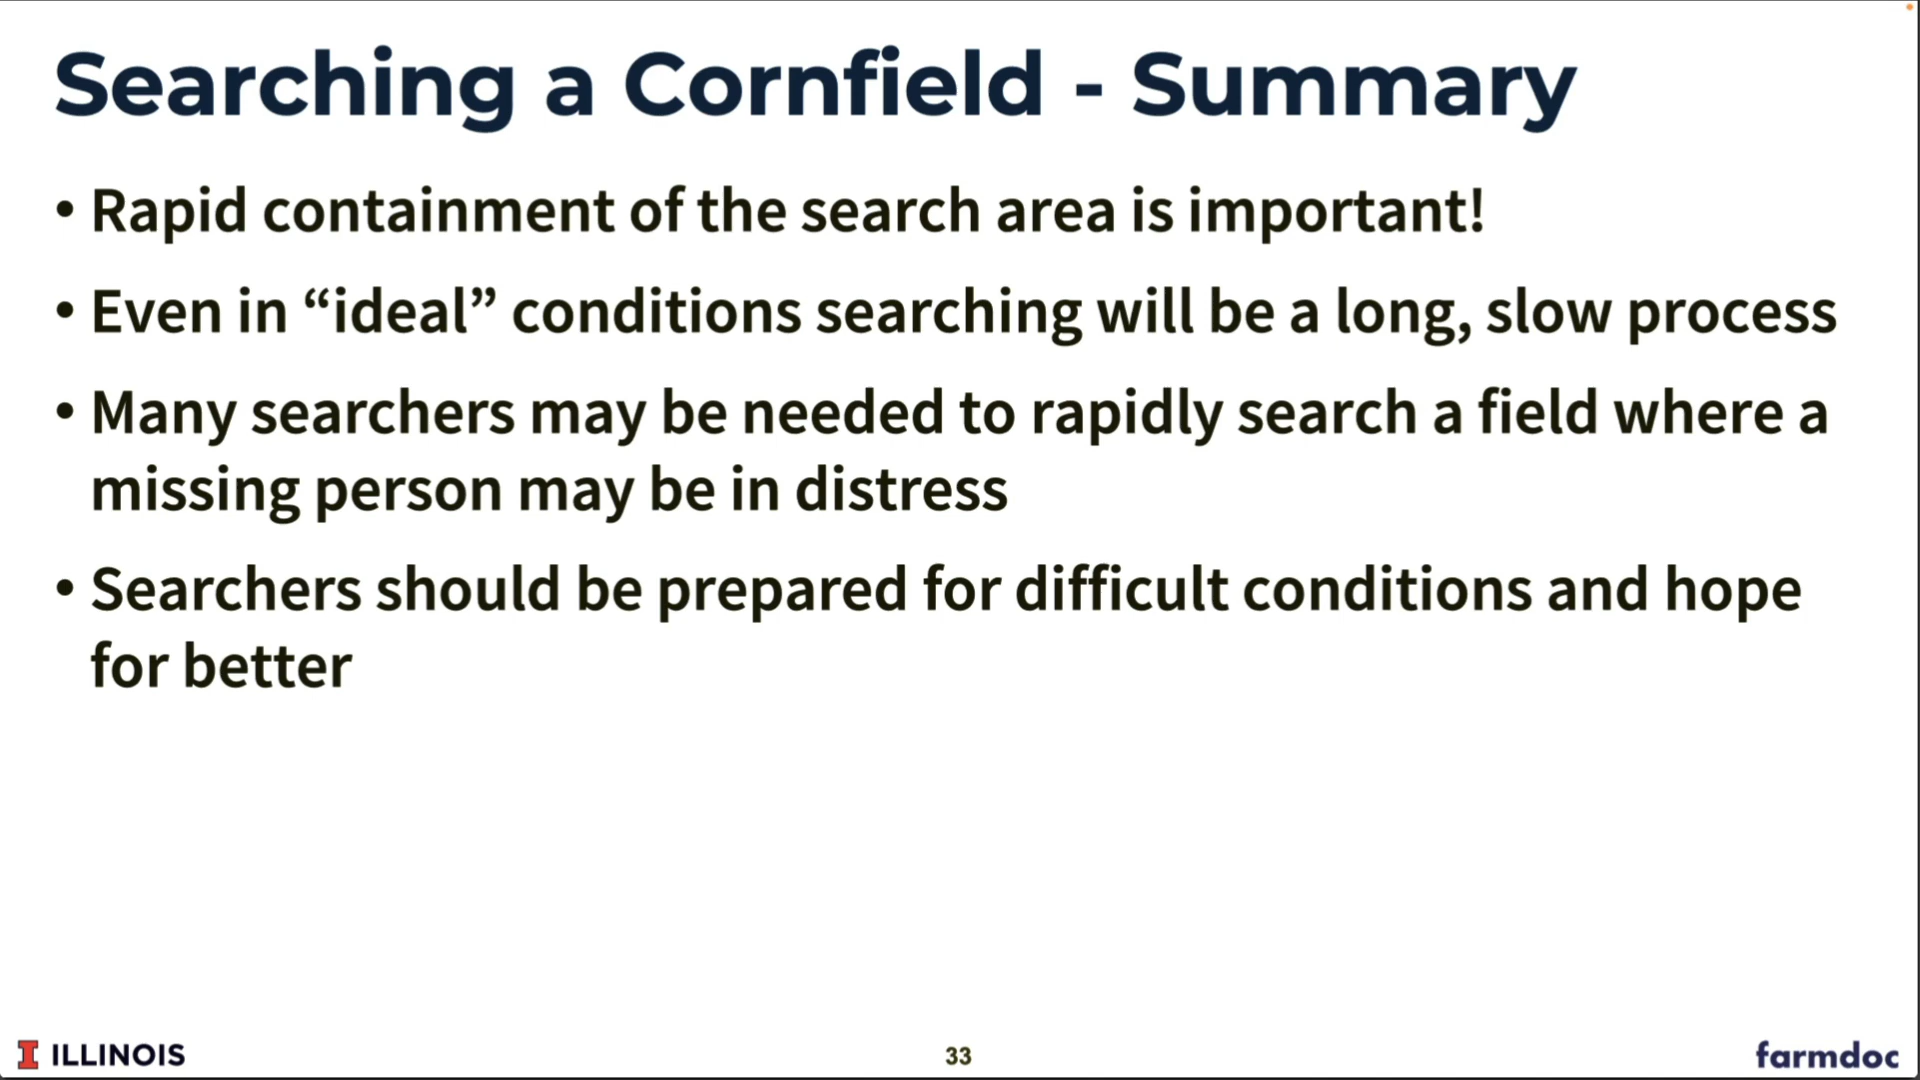 Searching a Cornfield - Summary
• Rapid containment of the search area is important!
• Even in “ideal” conditions searching will be a long, slow process
• Many searchers may be needed to rapidly search a field where a
missing person may be in distress
• Searchers should be prepared for difficult conditions and hope
for better
I ILLINOIS
33
farmdoc